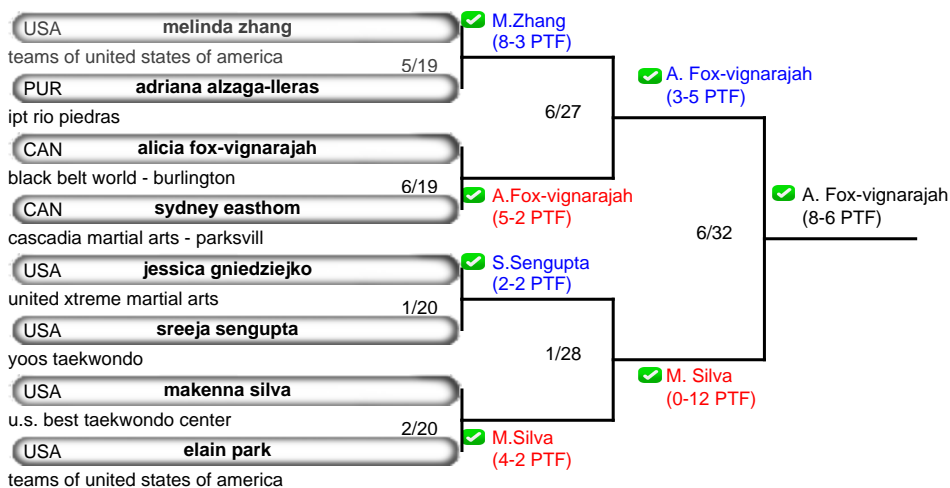 USA melinda zhang
teams of united states of america
5/19
PUR adriana alzaga-lleras
ipt rio piedras
M.Zhang
(8-3 PTF)
CAN alicia fox-vignarajah
black belt world - burlington
6/19
CAN sydney easthom
cascadia martial arts - parksvill
A.Fox-vignarajah
(5-2 PTF)
6/27
A. Fox-vignarajah
(3-5 PTF)
USA jessica gniedziejko
united xtreme martial arts
1/20
USA sreeja sengupta
yoos taekwondo
S.Sengupta
(2-2 PTF)
USA makenna silva
u.s. best taekwondo center
2/20
USA elain park
teams of united states of america
M.Silva
(4-2 PTF)
1/28
M. Silva
(0-12 PTF)
6/32
A. Fox-vignarajah
(8-6 PTF)